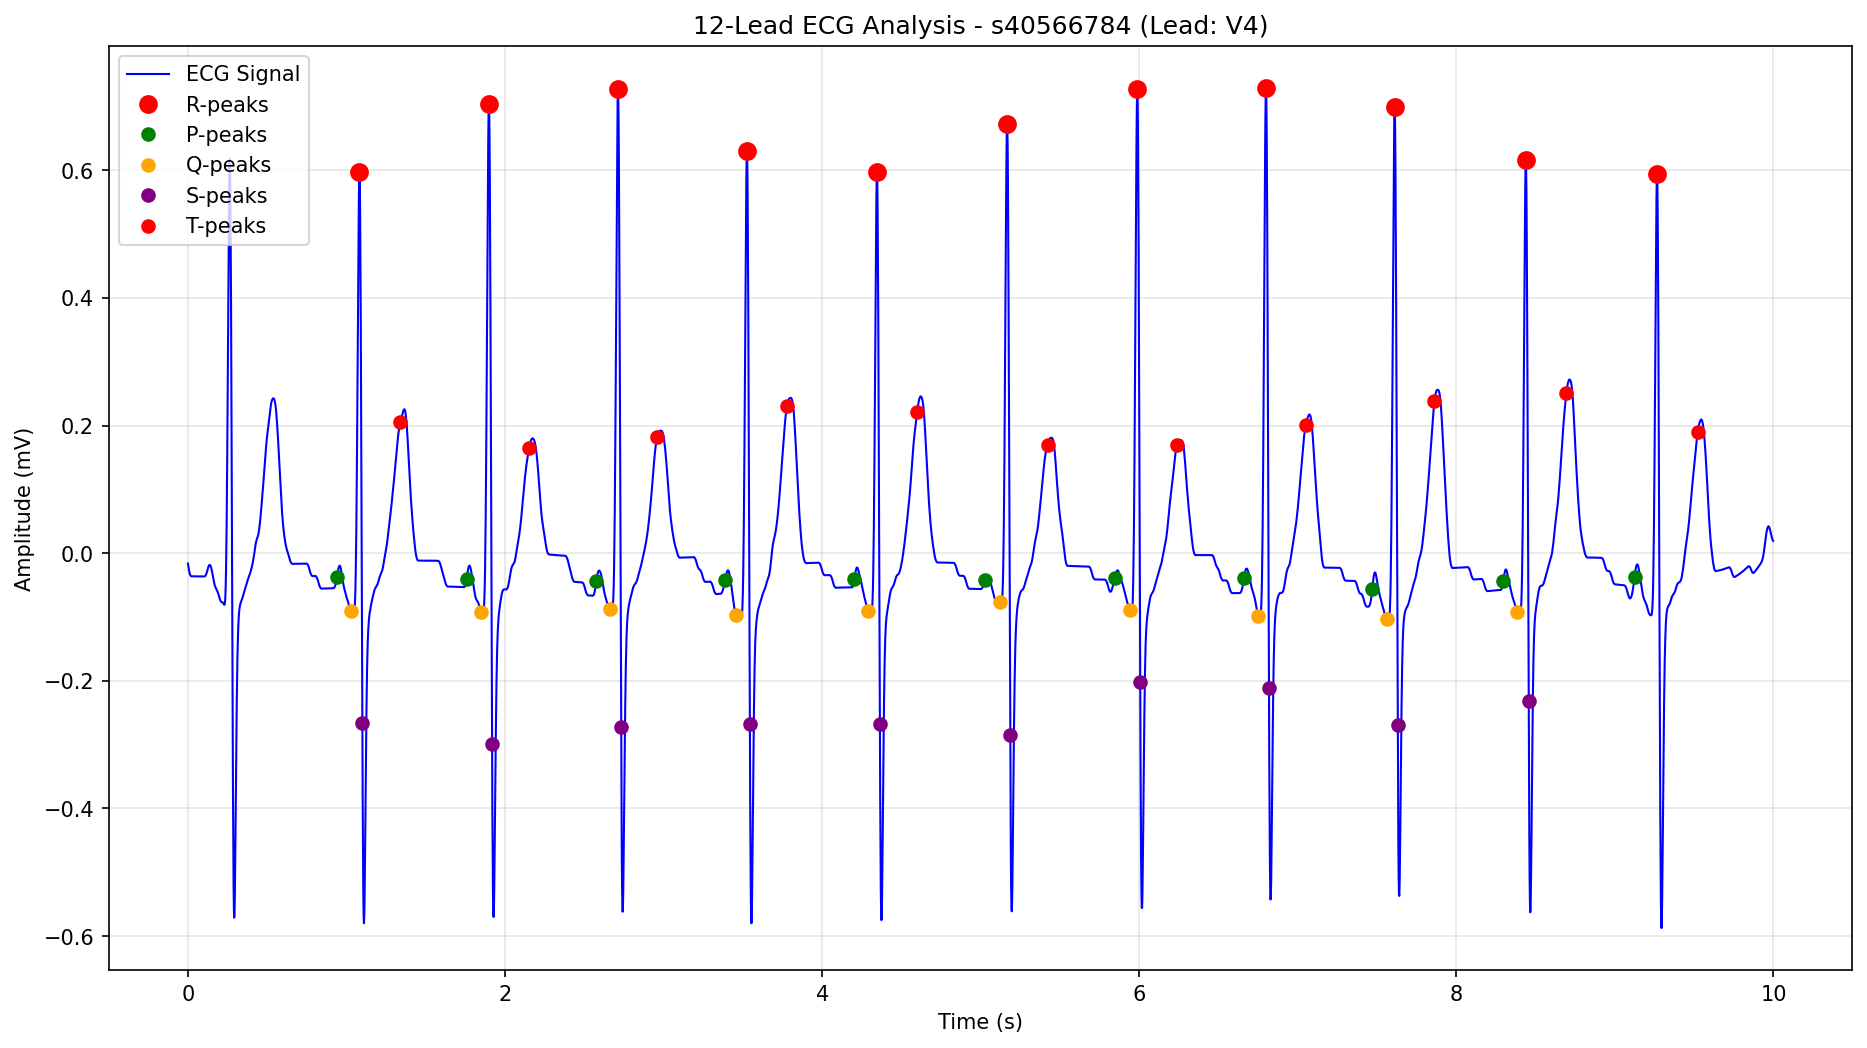 12-Lead ECG Analysis - s40566784 (Lead: V4)
ECG Signal
R-peaks
P-peaks
Q-peaks
S-peaks
T-peaks
0.6
0.4
0.2
0.0
−0.2
−0.4
−0.6
Amplitude (mV)
0 2 4 6 8 10
Time (s)